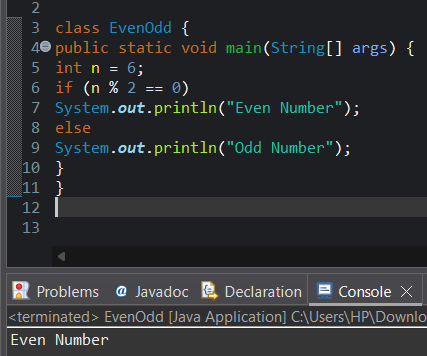 2
3 class EvenOdd {
4 public static void main(String[] args) {
5 int n = 6;
6 if (n % 2 == 0)
7 System.out.println("Even Number");
8 else
9 System.out.println("Odd Number");
10 }
11 }
12
13
Problems @ Javadoc Declaration Console
<terminated> EvenOdd [Java Application] C:\Users\HP\Downlo
Even Number